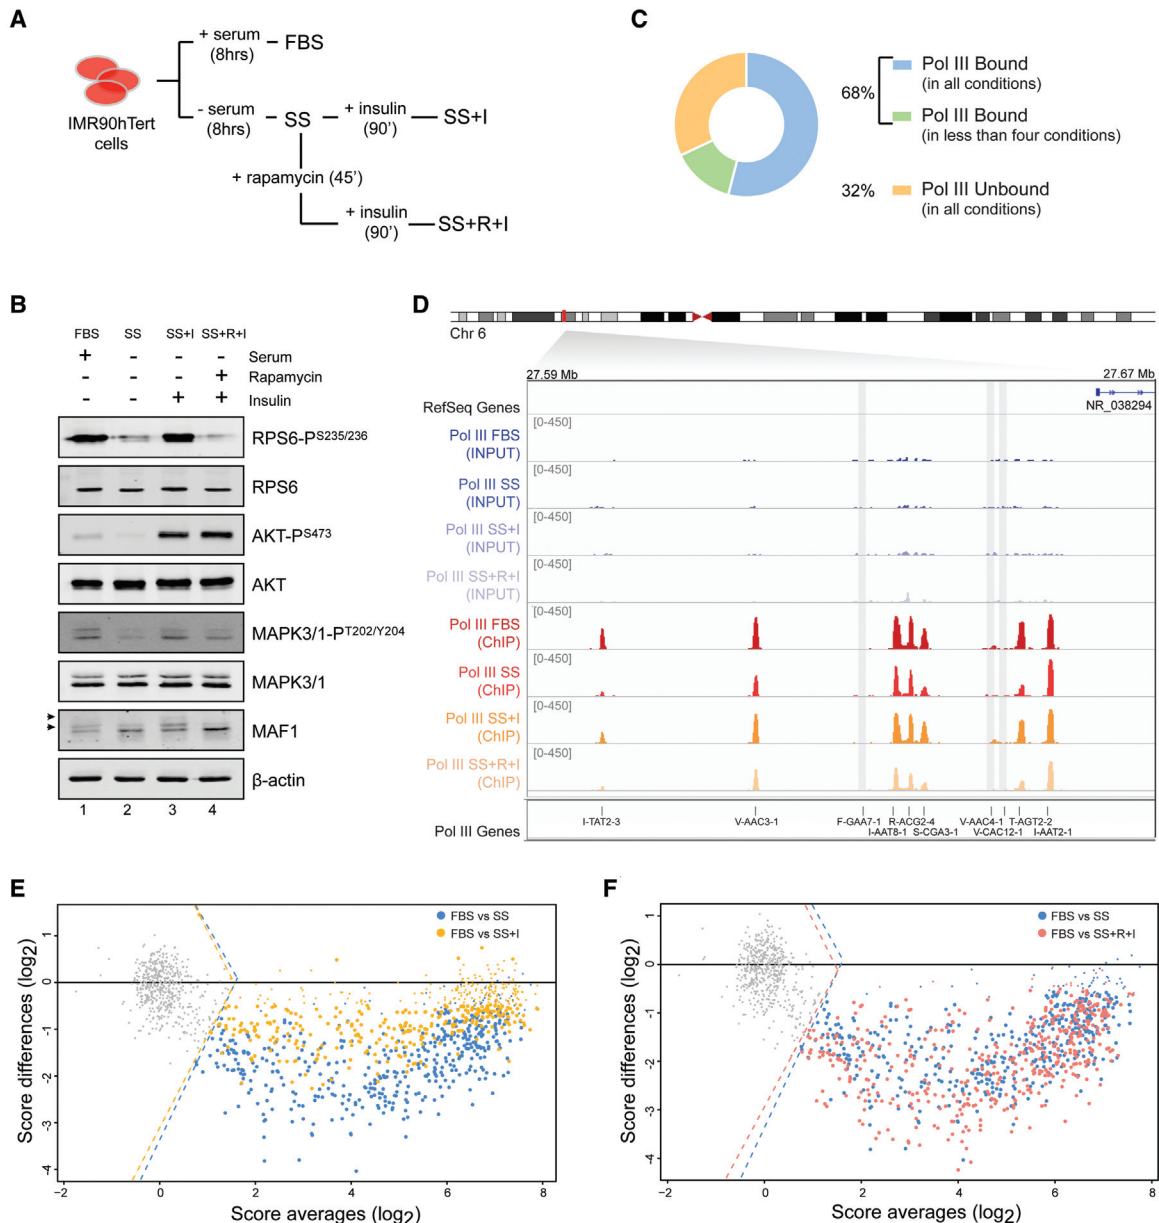 A
+ serum
(8hrs)
FBS
IMR90hTert
cells
- serum
(8hrs)
SS
+ insulin
(90')
SS+I
+ rapamycin (45')
+ insulin
(90')
SS+R+I
C
68%
Pol III Bound
(in all conditions)
Pol III Bound
(in less than four conditions)
32%
Pol III Unbound
(in all conditions)
B
FBS SS SS+I SS+R+I
+ - - - Serum
- - - + Rapamycin
- - + + Insulin
RPS6-PS235/236
RPS6
AKT-PS473
AKT
MAPK3/1-PT202/Y204
MAPK3/1
MAF1
β-actin
1 2 3 4
D
Chr 6
27.59 Mb 27.67 Mb
RefSeq Genes
NR_038294
[0-450]
Pol III FBS
(INPUT)
[0-450]
Pol III SS
(INPUT)
[0-450]
Pol III SS+I
(INPUT)
[0-450]
Pol III SS+R+I
(INPUT)
[0-450]
Pol III FBS
(ChIP)
[0-450]
Pol III SS
(ChIP)
[0-450]
Pol III SS+I
(ChIP)
[0-450]
Pol III SS+R+I
(ChIP)
Pol III Genes
I-TAT2-3 V-AAC3-1 F-GAA7-1 R-ACG2-4 V-AAC4-1 T-AGT2-2
I-AAT8-1 S-CGA3-1 V-CAC12-1 I-AAT2-1
E
FBS vs SS
FBS vs SS+I
Score differences (log2)
1
0
-1
-2
-3
-4
−2 0 2 4 6 8
Score averages (log2)
F
FBS vs SS
FBS vs SS+R+I
Score differences (log2)
1
0
-1
-2
-3
-4
−2 0 2 4 6 8
Score averages (log2)